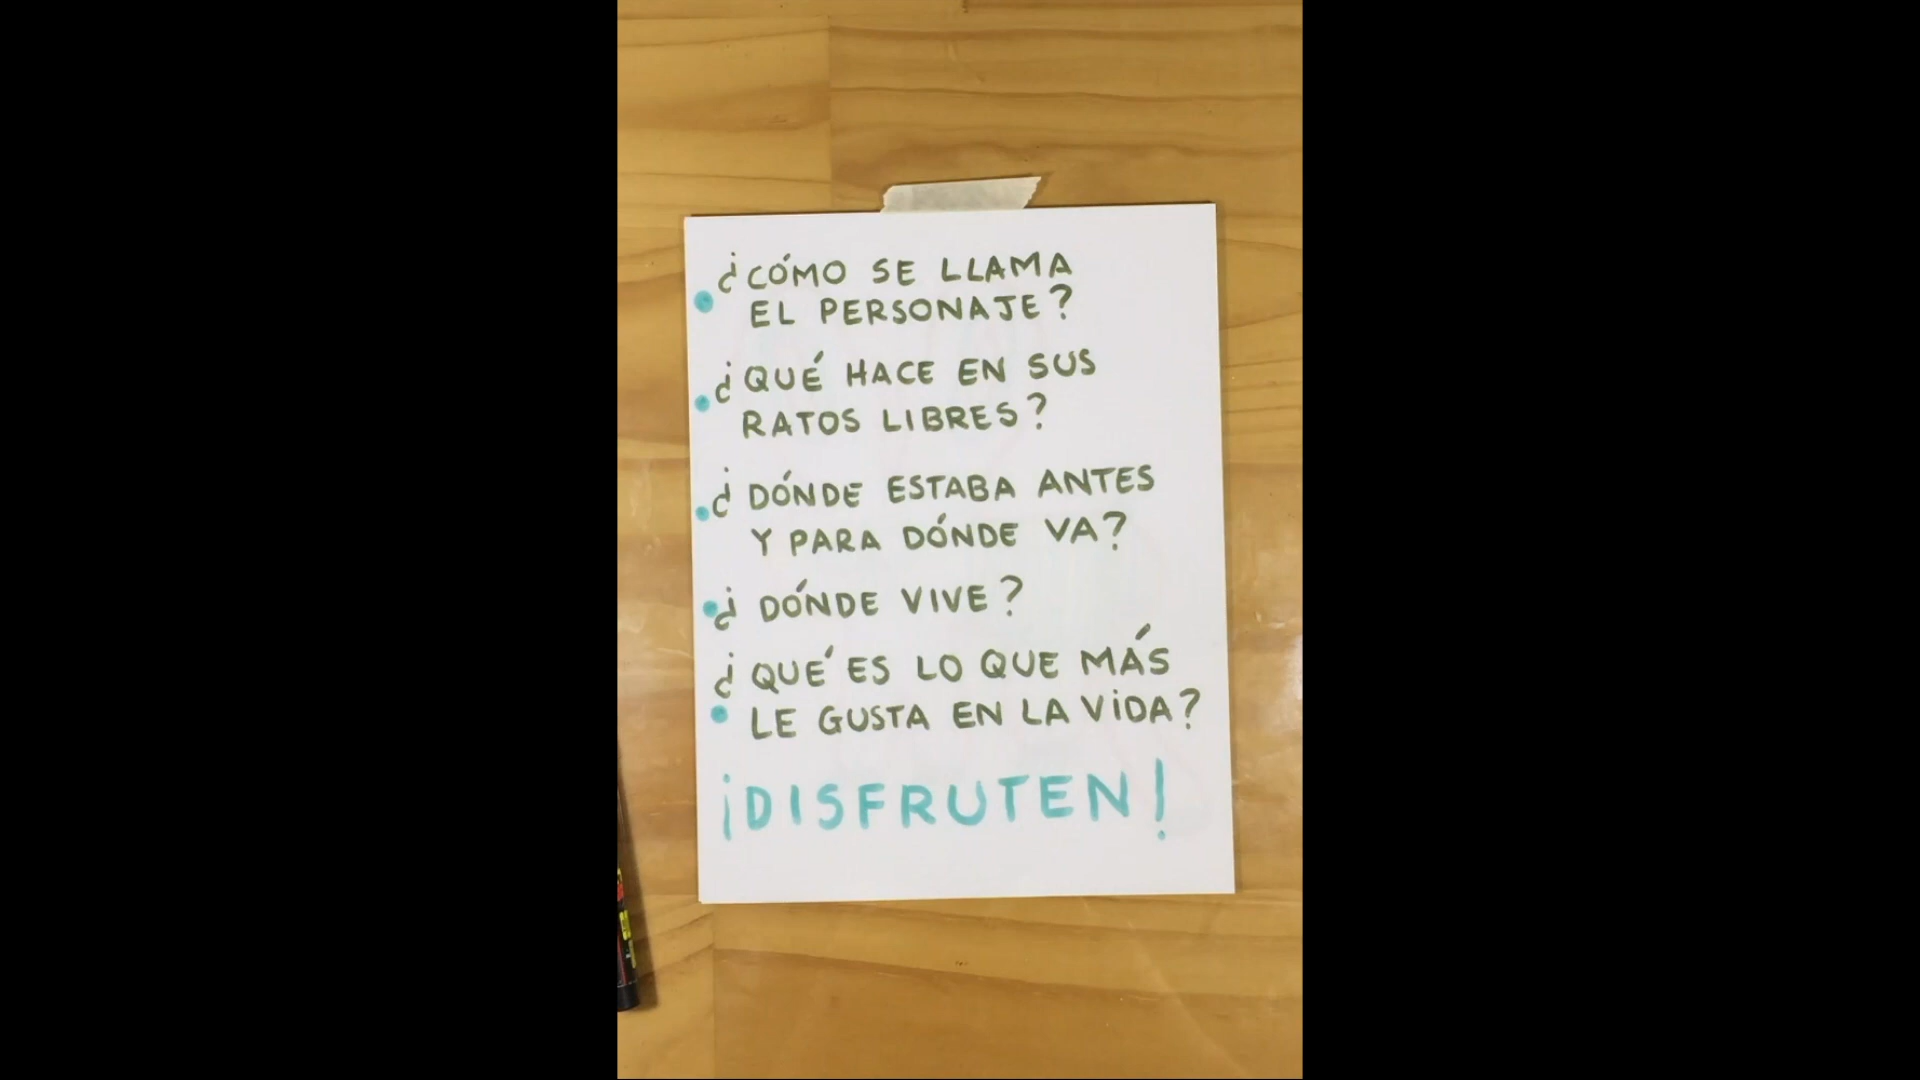 ¿CÓMO SE LLAMA
EL PERSONAJE?
¿QUÉ HACE EN SUS
RATOS LIBRES?
¿DÓNDE ESTABA ANTES
Y PARA DÓNDE VA?
¿DÓNDE VIVE?
¿QUÉ ES LO QUE MÁS
LE GUSTA EN LA VIDA?
¡DISFRUTEN!